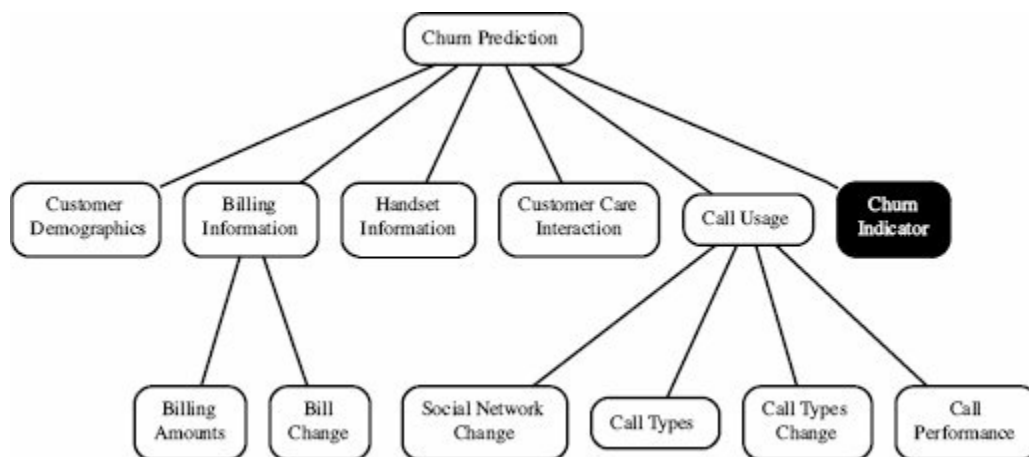 Churn Prediction
Customer
Demographics
Billing
Information
Handset
Information
Customer Care
Interaction
Call Usage
Churn
Indicator
Billing
Amounts
Bill
Change
Social Network
Change
Call Types
Call Types
Change
Call
Performance